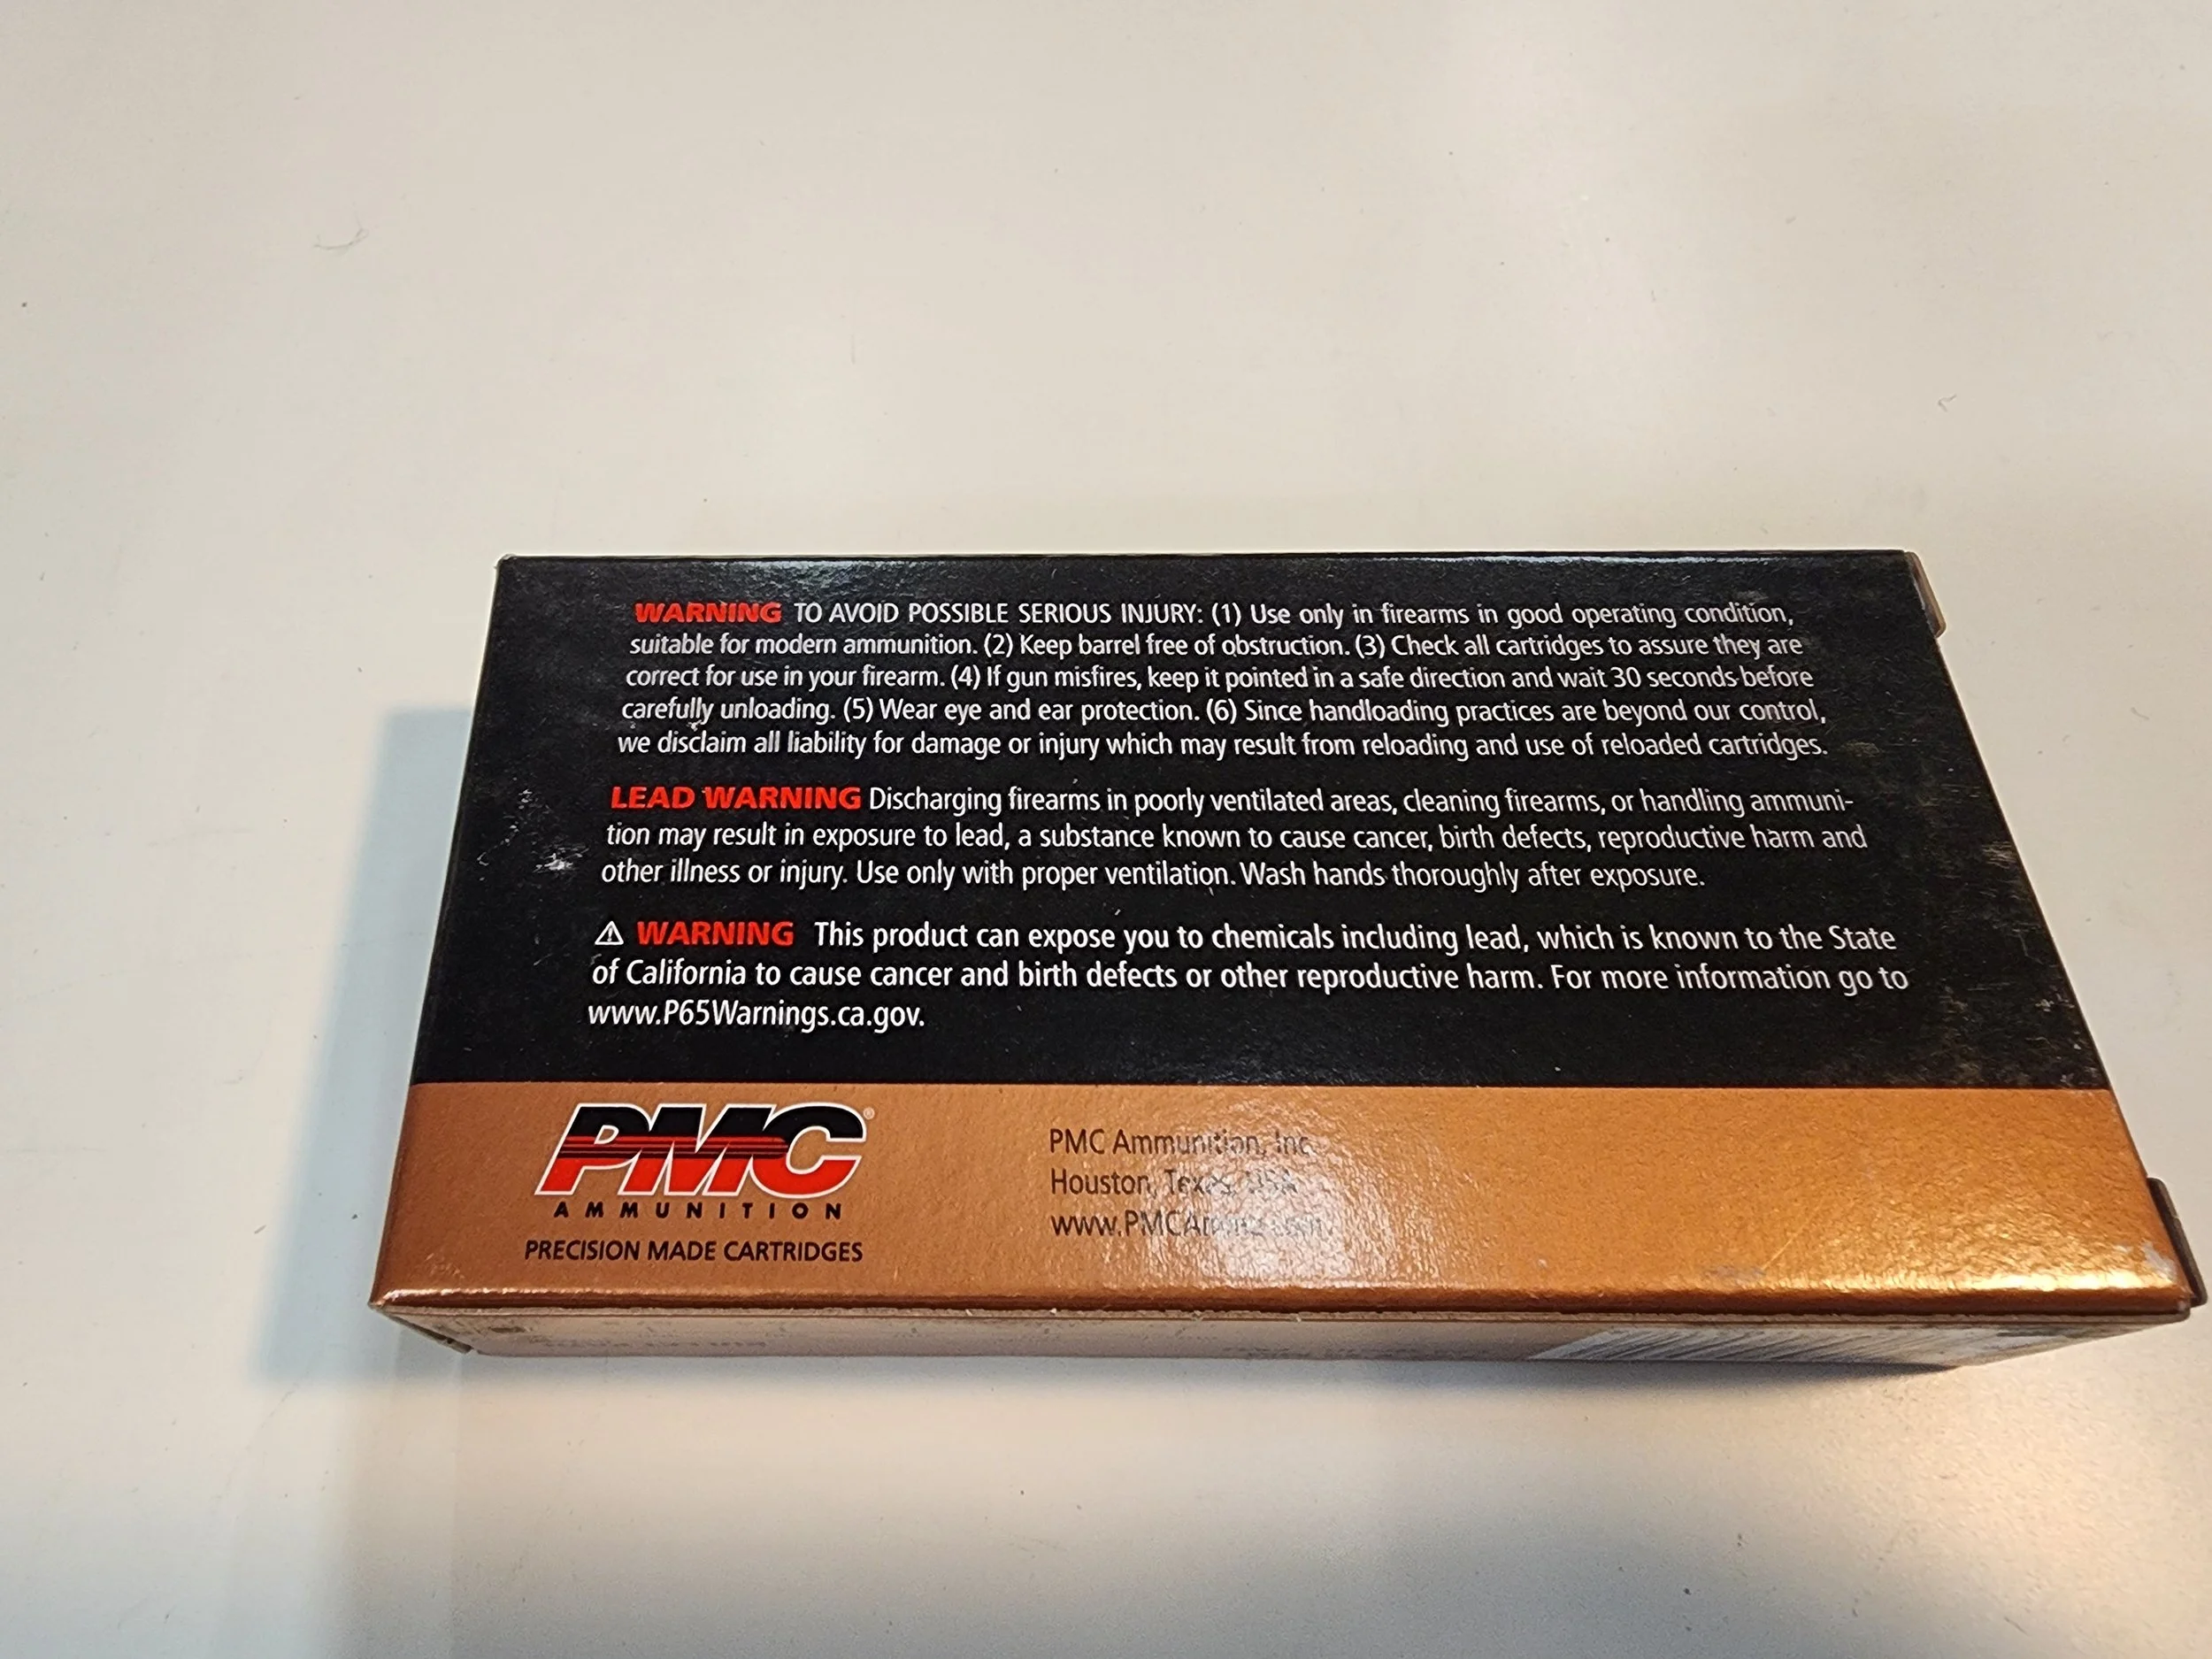 WARNING TO AVOID POSSIBLE SERIOUS INJURY: (1) Use only in firearms in good operating condition,
suitable for modern ammunition. (2) Keep barrel free of obstruction. (3) Check all cartridges to assure they are
correct for use in your firearm. (4) If gun misfires, keep it pointed in a safe direction and wait 30 seconds before
carefully unloading. (5) Wear eye and ear protection. (6) Since handloading practices are beyond our control,
we disclaim all liability for damage or injury which may result from reloading and use of reloaded cartridges.
LEAD WARNING Discharging firearms in poorly ventilated areas, cleaning firearms, or handling ammuni-
tion may result in exposure to lead, a substance known to cause cancer, birth defects, reproductive harm and
other illness or injury. Use only with proper ventilation. Wash hands thoroughly after exposure.
⚠ WARNING This product can expose you to chemicals including lead, which is known to the State
of California to cause cancer and birth defects or other reproductive harm. For more information go to
www.P65Warnings.ca.gov.
PMC®
AMMUNITION
PRECISION MADE CARTRIDGES
PMC Ammunition, Inc.
Houston, Texas, USA